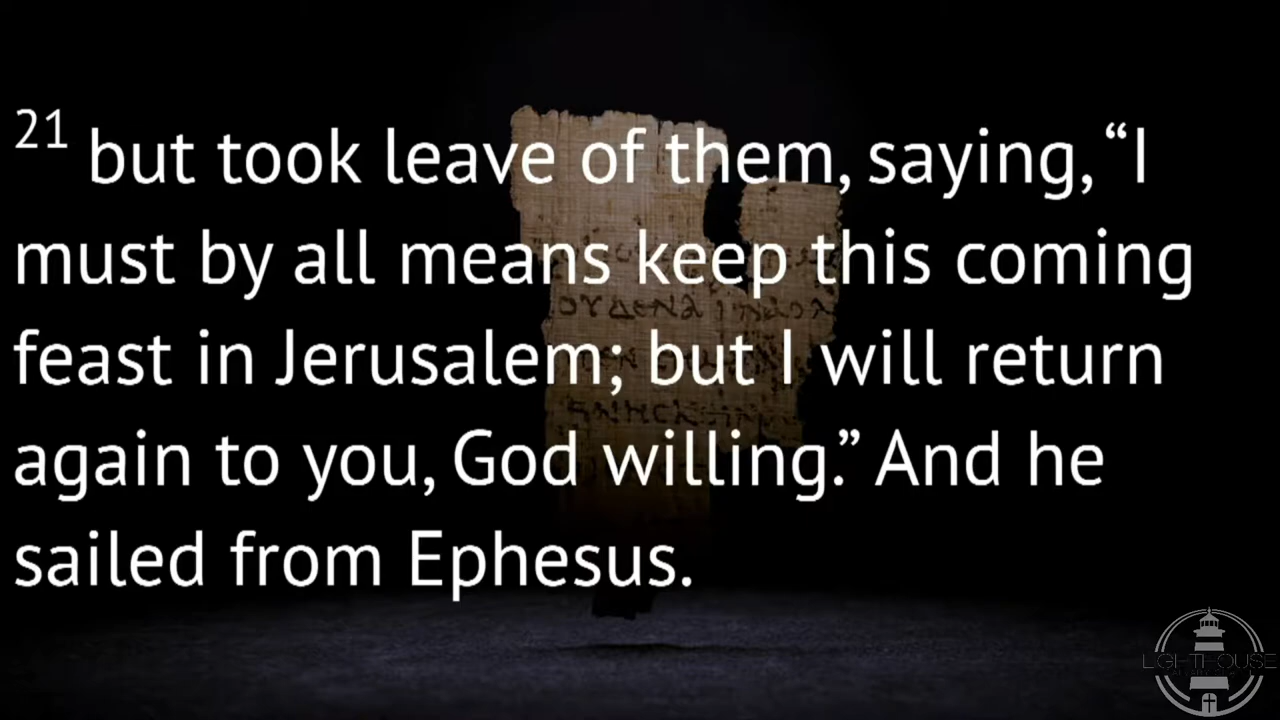 21 but took leave of them, saying, “I
must by all means keep this coming
feast in Jerusalem; but I will return
again to you, God willing.” And he
sailed from Ephesus.
LIGHTHOUSE